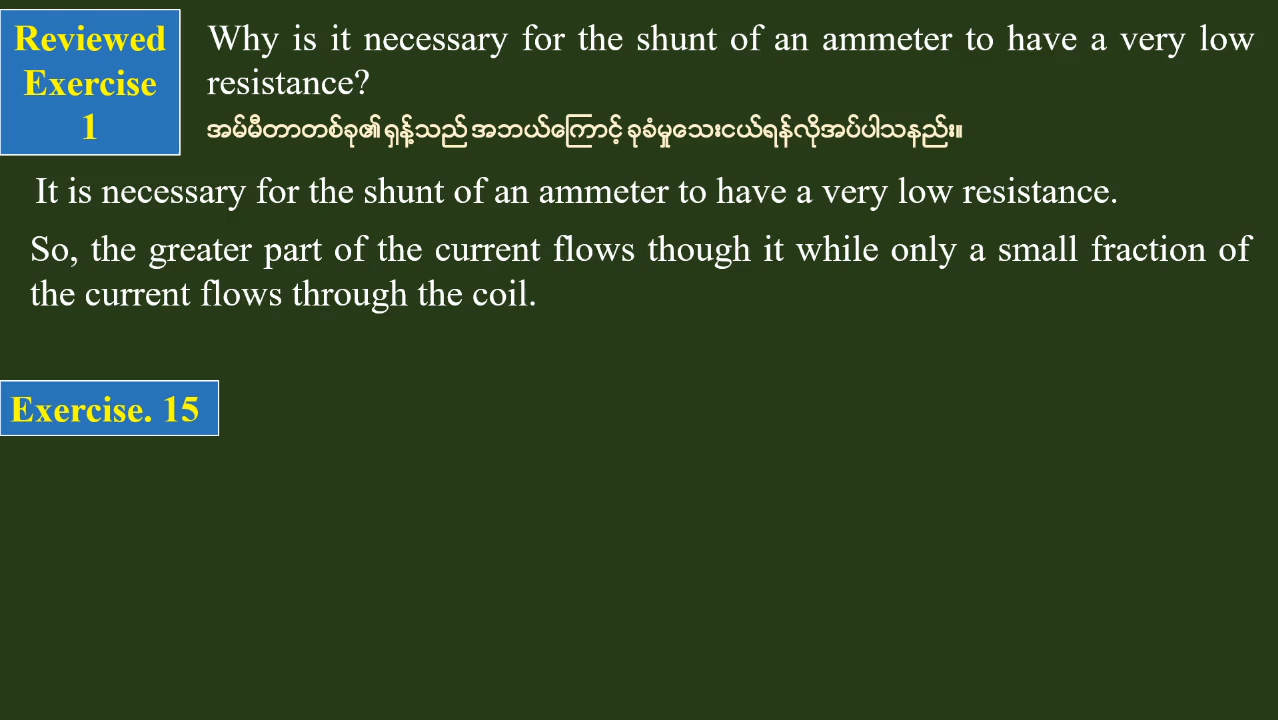 Reviewed
Exercise
1
Why is it necessary for the shunt of an ammeter to have a very low
resistance?
အမ်မီတာတစ်ခု၏ ရှန့်သည် အဘယ်ကြောင့် ခုခံမှုသေးငယ်ရန်လိုအပ်ပါသနည်း။
It is necessary for the shunt of an ammeter to have a very low resistance.
So, the greater part of the current flows though it while only a small fraction of
the current flows through the coil.
Exercise. 15